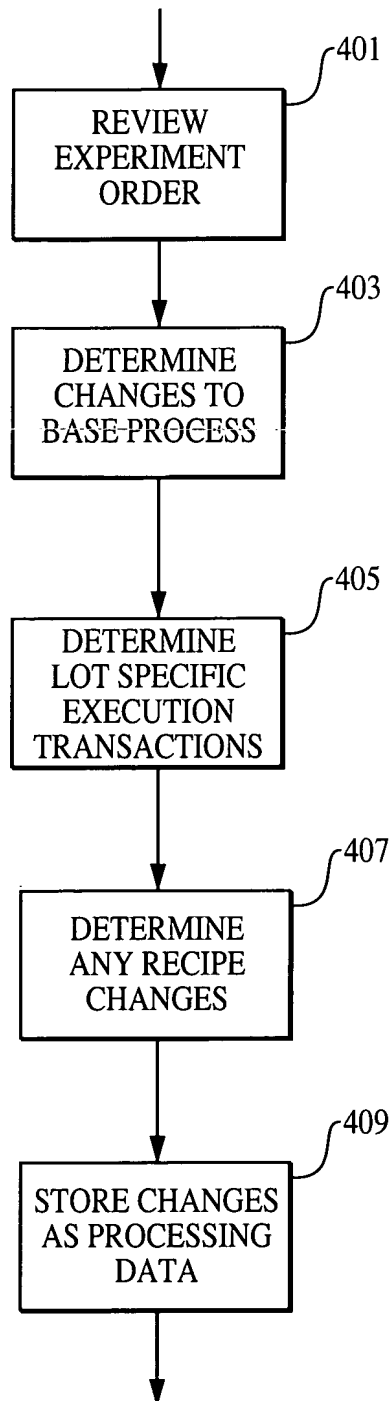 401
REVIEW
EXPERIMENT
ORDER
403
DETERMINE
CHANGES TO
BASE PROCESS
405
DETERMINE
LOT SPECIFIC
EXECUTION
TRANSACTIONS
407
DETERMINE
ANY RECIPE
CHANGES
409
STORE CHANGES
AS PROCESSING
DATA